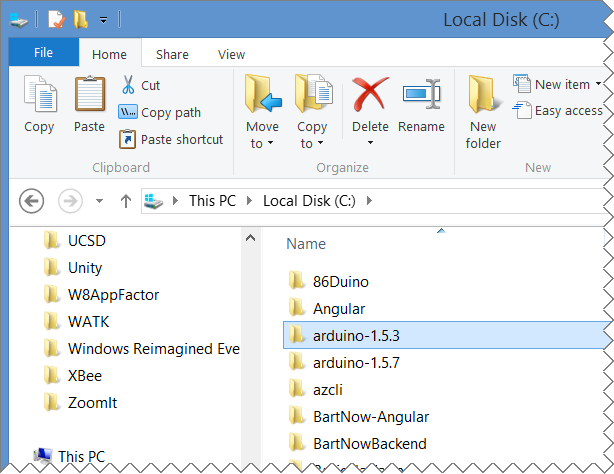 Local Disk (C:)
File Home Share View
Copy
Paste
Cut
Copy path
Paste shortcut
Clipboard
Move to
Copy to
Delete
Rename
Organize
New folder
New item
Easy access
New
This PC Local Disk (C:)
UCSD
Unity
W8AppFactor
WATK
Windows Reimagined Eve
XBee
ZoomIt
This PC
Name
86Duino
Angular
arduino-1.5.3
arduino-1.5.7
azcli
BartNow-Angular
BartNowBackend